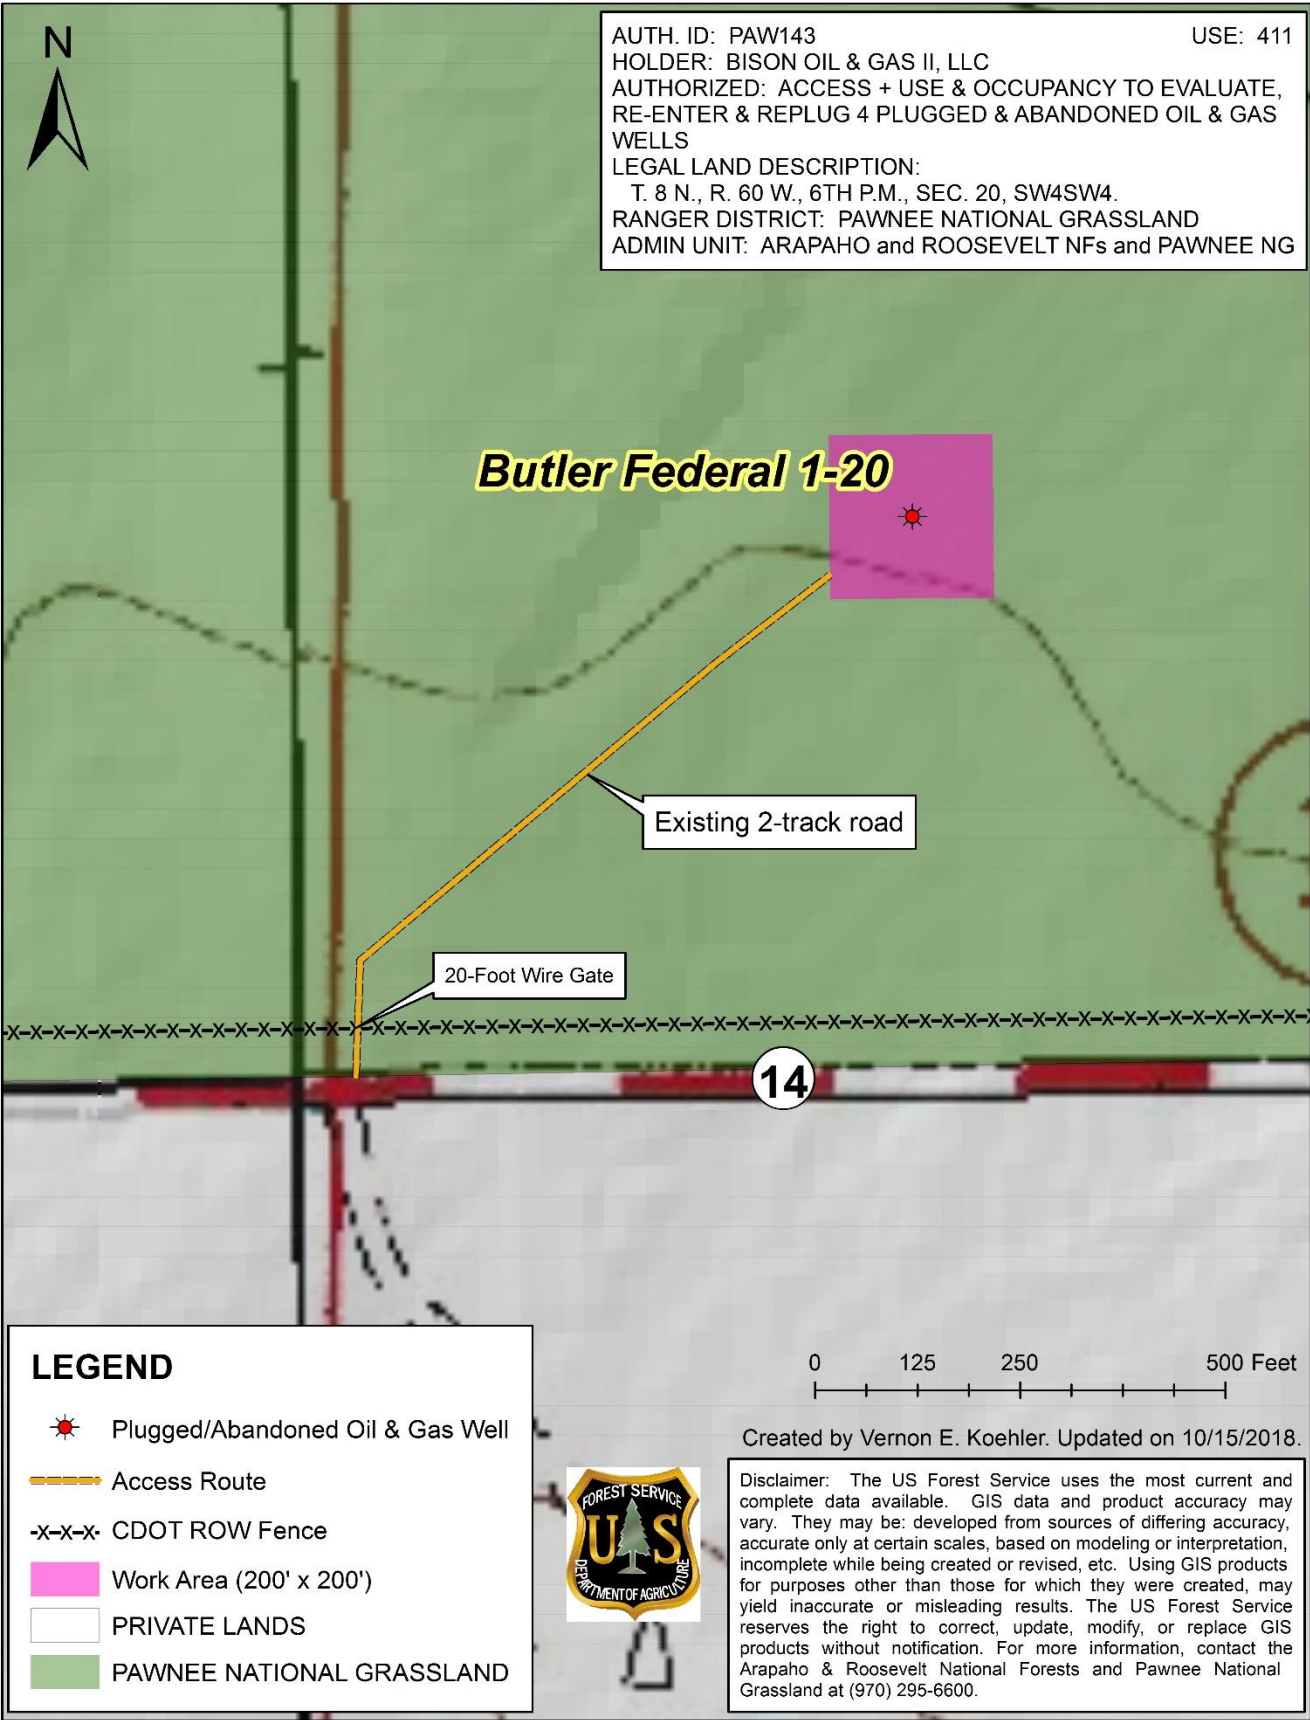 N
AUTH. ID: PAW143 USE: 411
HOLDER: BISON OIL & GAS II, LLC
AUTHORIZED: ACCESS + USE & OCCUPANCY TO EVALUATE,
RE-ENTER & REPLUG 4 PLUGGED & ABANDONED OIL & GAS
WELLS
LEGAL LAND DESCRIPTION:
T. 8 N., R. 60 W., 6TH P.M., SEC. 20, SW4SW4.
RANGER DISTRICT: PAWNEE NATIONAL GRASSLAND
ADMIN UNIT: ARAPAHO and ROOSEVELT NFs and PAWNEE NG
Butler Federal 1-20
Existing 2-track road
20-Foot Wire Gate
14
LEGEND
Plugged/Abandoned Oil & Gas Well
Access Route
-X-X-X- CDOT ROW Fence
Work Area (200' x 200')
PRIVATE LANDS
PAWNEE NATIONAL GRASSLAND
FOREST SERVICE
U S
DEPARTMENT OF AGRICULTURE
0 125 250 500 Feet
Created by Vernon E. Koehler. Updated on 10/15/2018.
Disclaimer: The US Forest Service uses the most current and
complete data available. GIS data and product accuracy may
vary. They may be: developed from sources of differing accuracy,
accurate only at certain scales, based on modeling or interpretation,
incomplete while being created or revised, etc. Using GIS products
for purposes other than those for which they were created, may
yield inaccurate or misleading results. The US Forest Service
reserves the right to correct, update, modify, or replace GIS
products without notification. For more information, contact the
Arapaho & Roosevelt National Forests and Pawnee National
Grassland at (970) 295-6600.